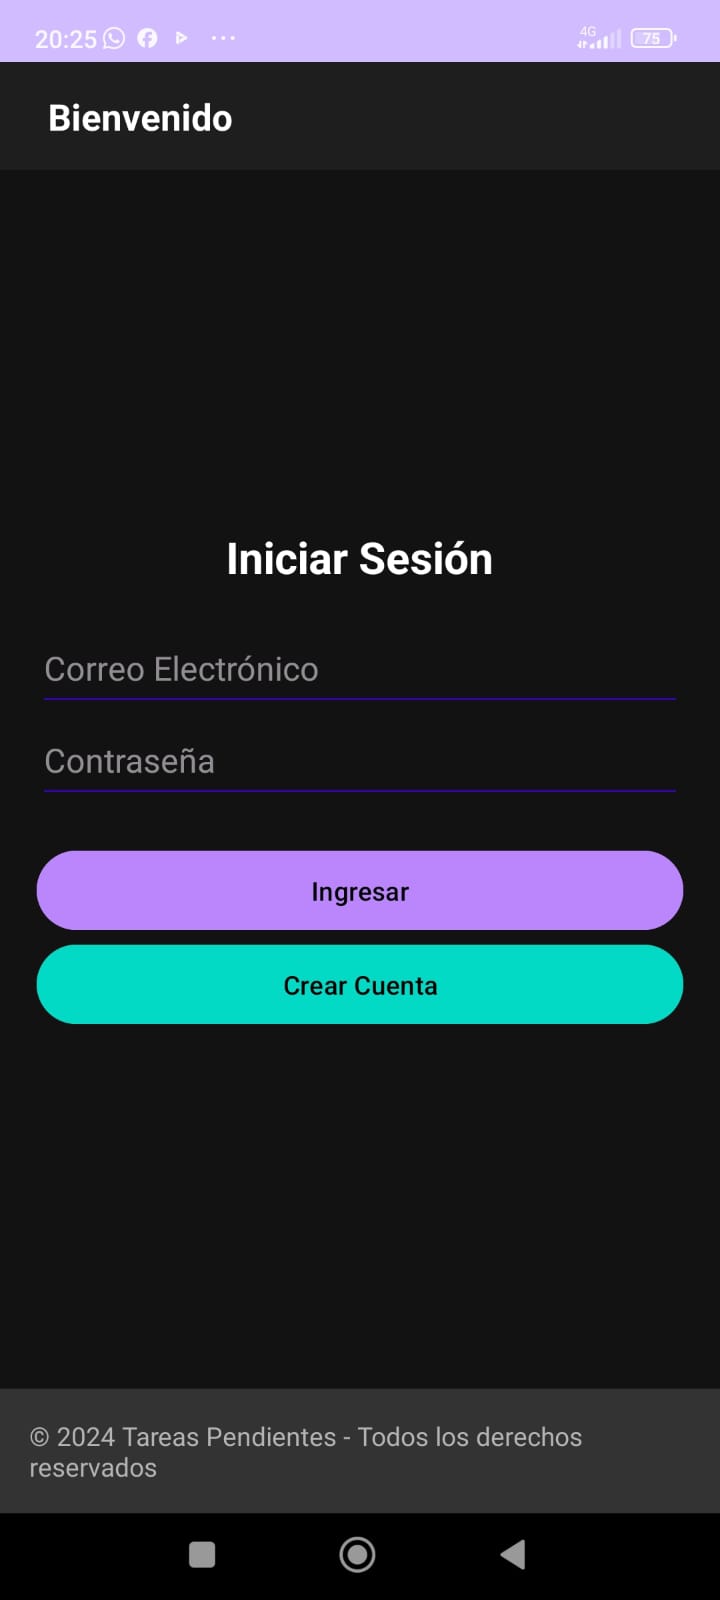 20:25
4G
75
Bienvenido
Iniciar Sesión
Correo Electrónico
Contraseña
Ingresar
Crear Cuenta
© 2024 Tareas Pendientes - Todos los derechos
reservados